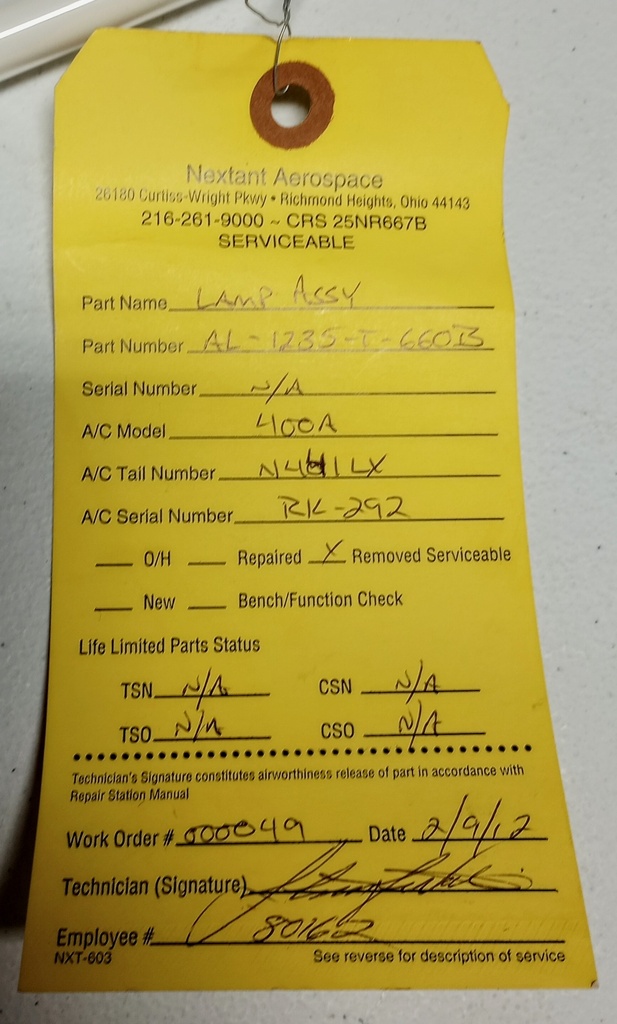 Nextant Aerospace
26180 Curtiss-Wright Pkwy • Richmond Heights, Ohio 44143
216-261-9000 ~ CRS 25NR667B
SERVICEABLE
Part Name LAMP ASSY
Part Number AL-1235-T-660B
Serial Number N/A
A/C Model 400A
A/C Tail Number N441LX
A/C Serial Number RK-292
O/H Repaired X Removed Serviceable
New Bench/Function Check
Life Limited Parts Status
TSN N/A CSN N/A
TSO N/A CSO N/A
Technician's Signature constitutes airworthiness release of part in accordance with
Repair Station Manual
Work Order # 000049 Date 2/9/12
Technician (Signature)
Employee # 80162
NXT-603 See reverse for description of service